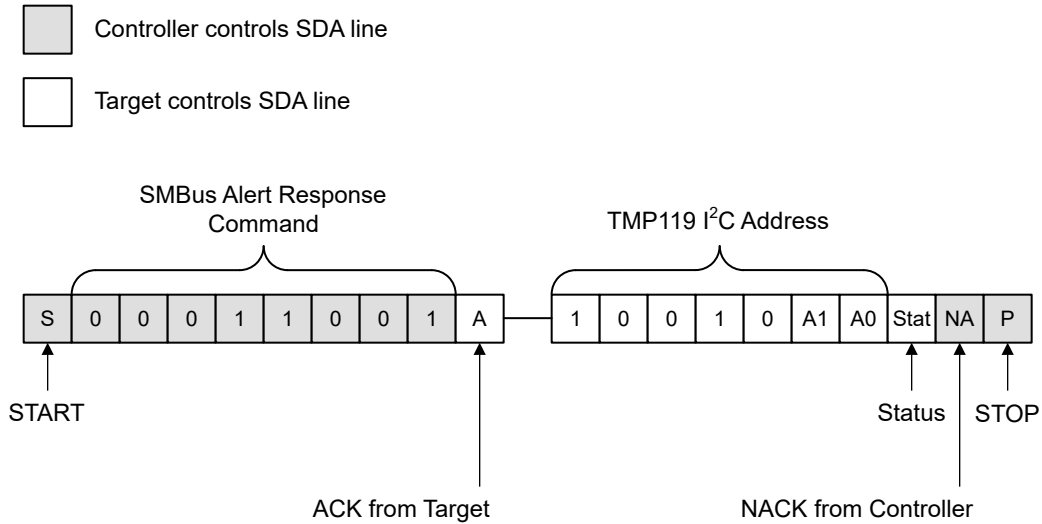 Controller controls SDA line
Target controls SDA line
SMBus Alert Response
Command
TMP119 I²C Address
S 0 0 0 1 1 0 0 1 A 1 0 0 1 0 A1 A0 Stat NA P
START
Status
STOP
ACK from Target
NACK from Controller